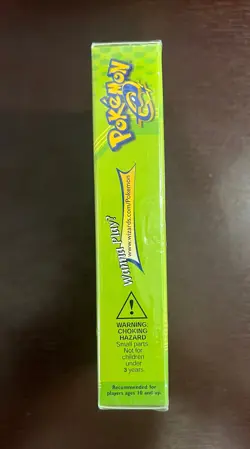 POKéMON
Wanna Play?
www.wizards.com/Pokemon
WARNING:
CHOKING
HAZARD
Small parts
Not for
children
under
3 years.
Recommended for
players ages 10 and up